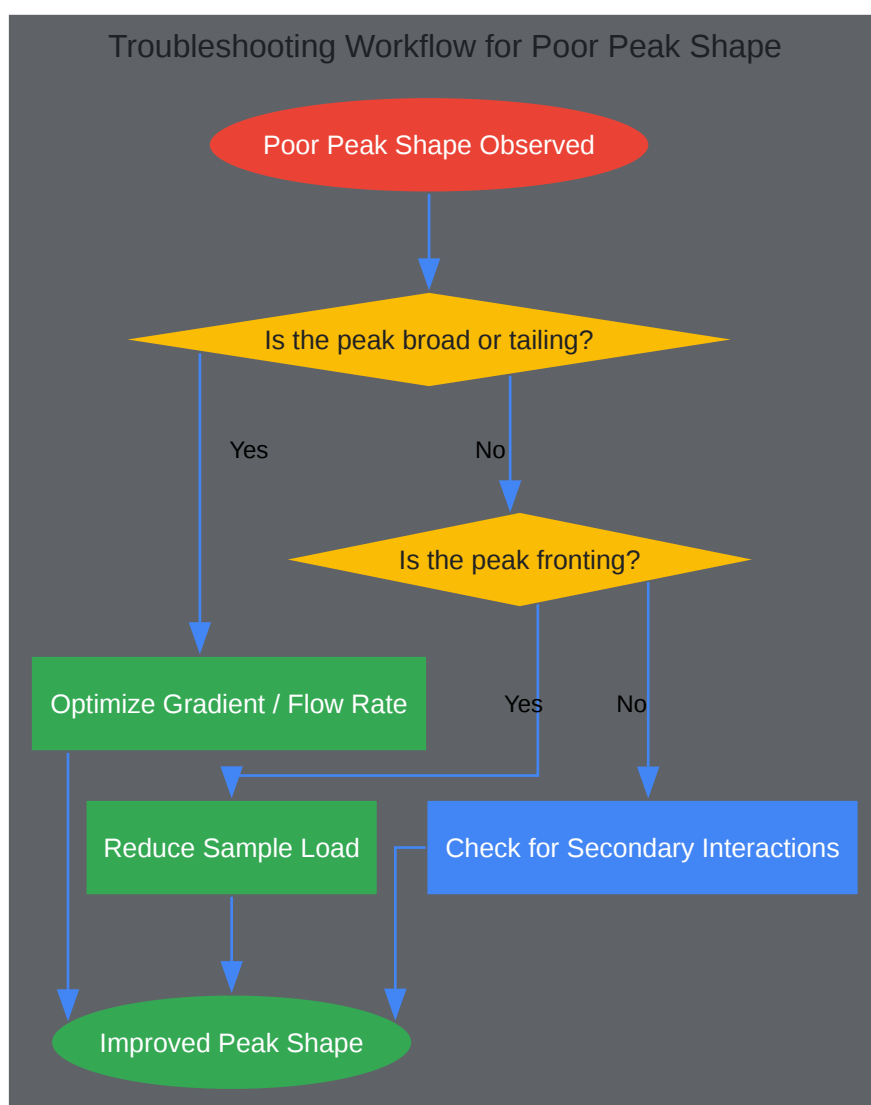 Troubleshooting Workflow for Poor Peak Shape
Poor Peak Shape Observed
Is the peak broad or tailing?
Yes
No
Is the peak fronting?
Optimize Gradient / Flow Rate
Yes
No
Reduce Sample Load
Check for Secondary Interactions
Improved Peak Shape